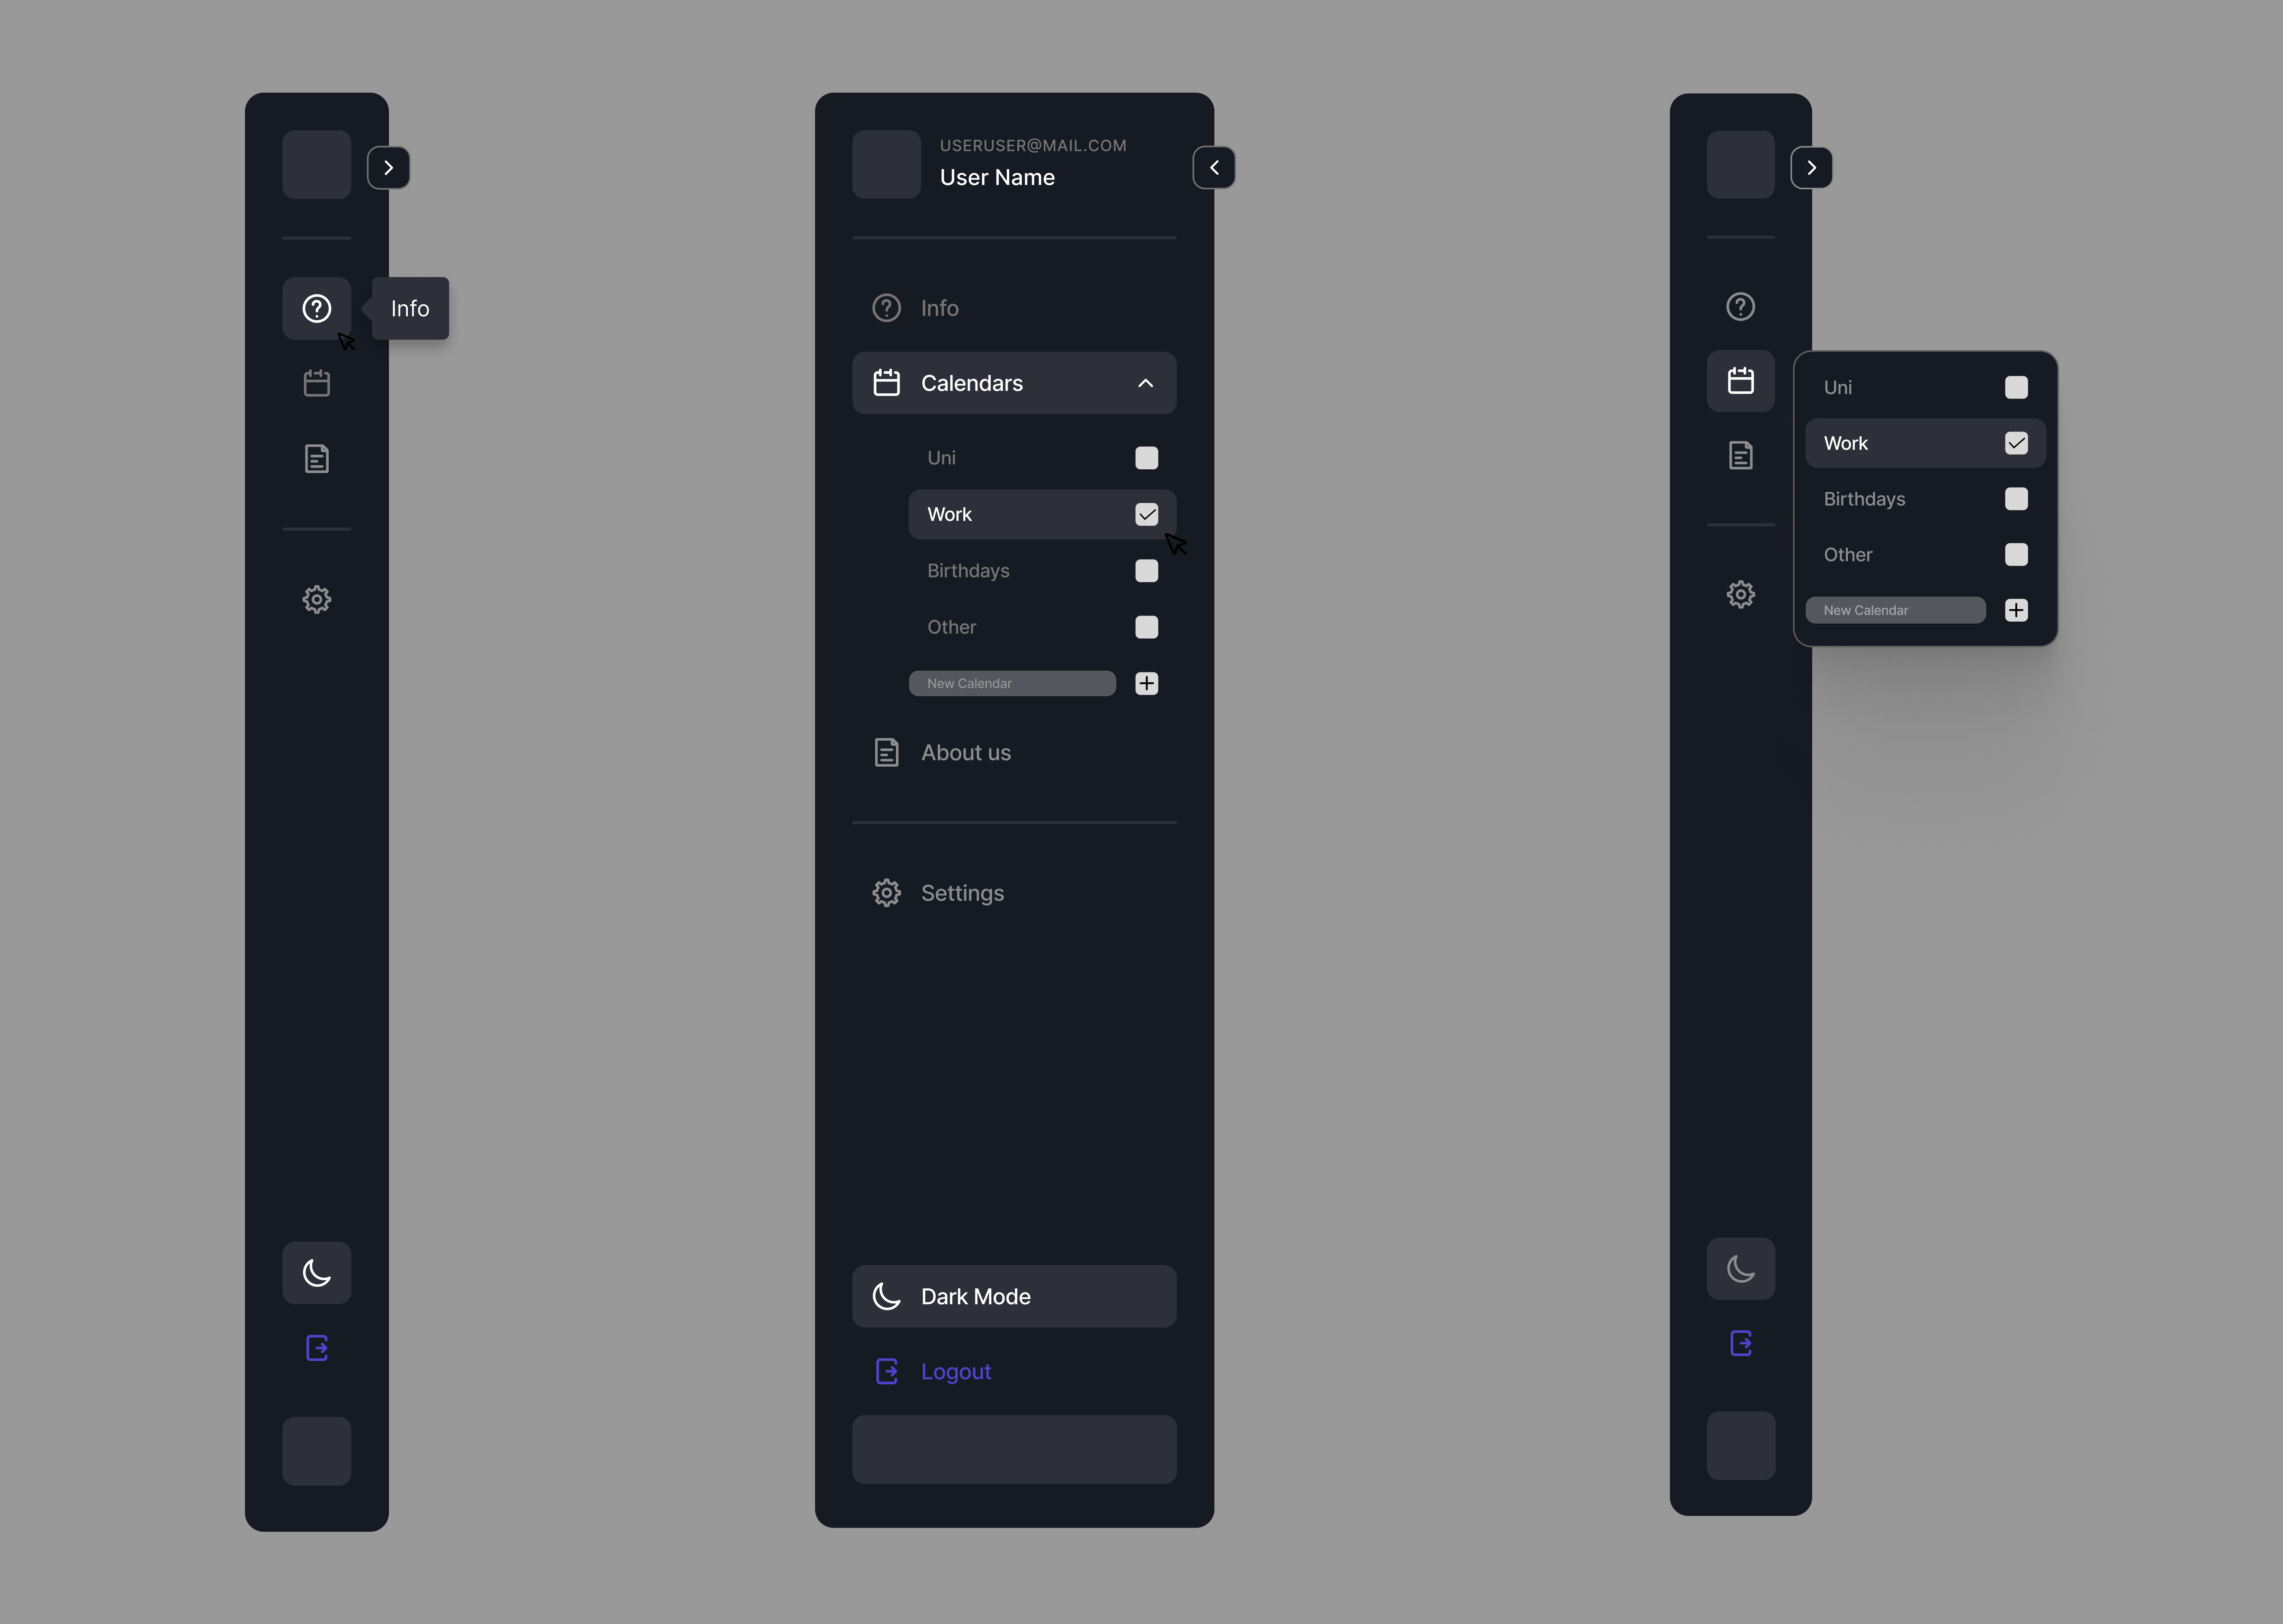 Info
USERUSER@MAIL.COM
User Name
Info
Calendars
Uni
Work
Birthdays
Other
New Calendar
About us
Settings
Dark Mode
Logout
Uni
Work
Birthdays
Other
New Calendar